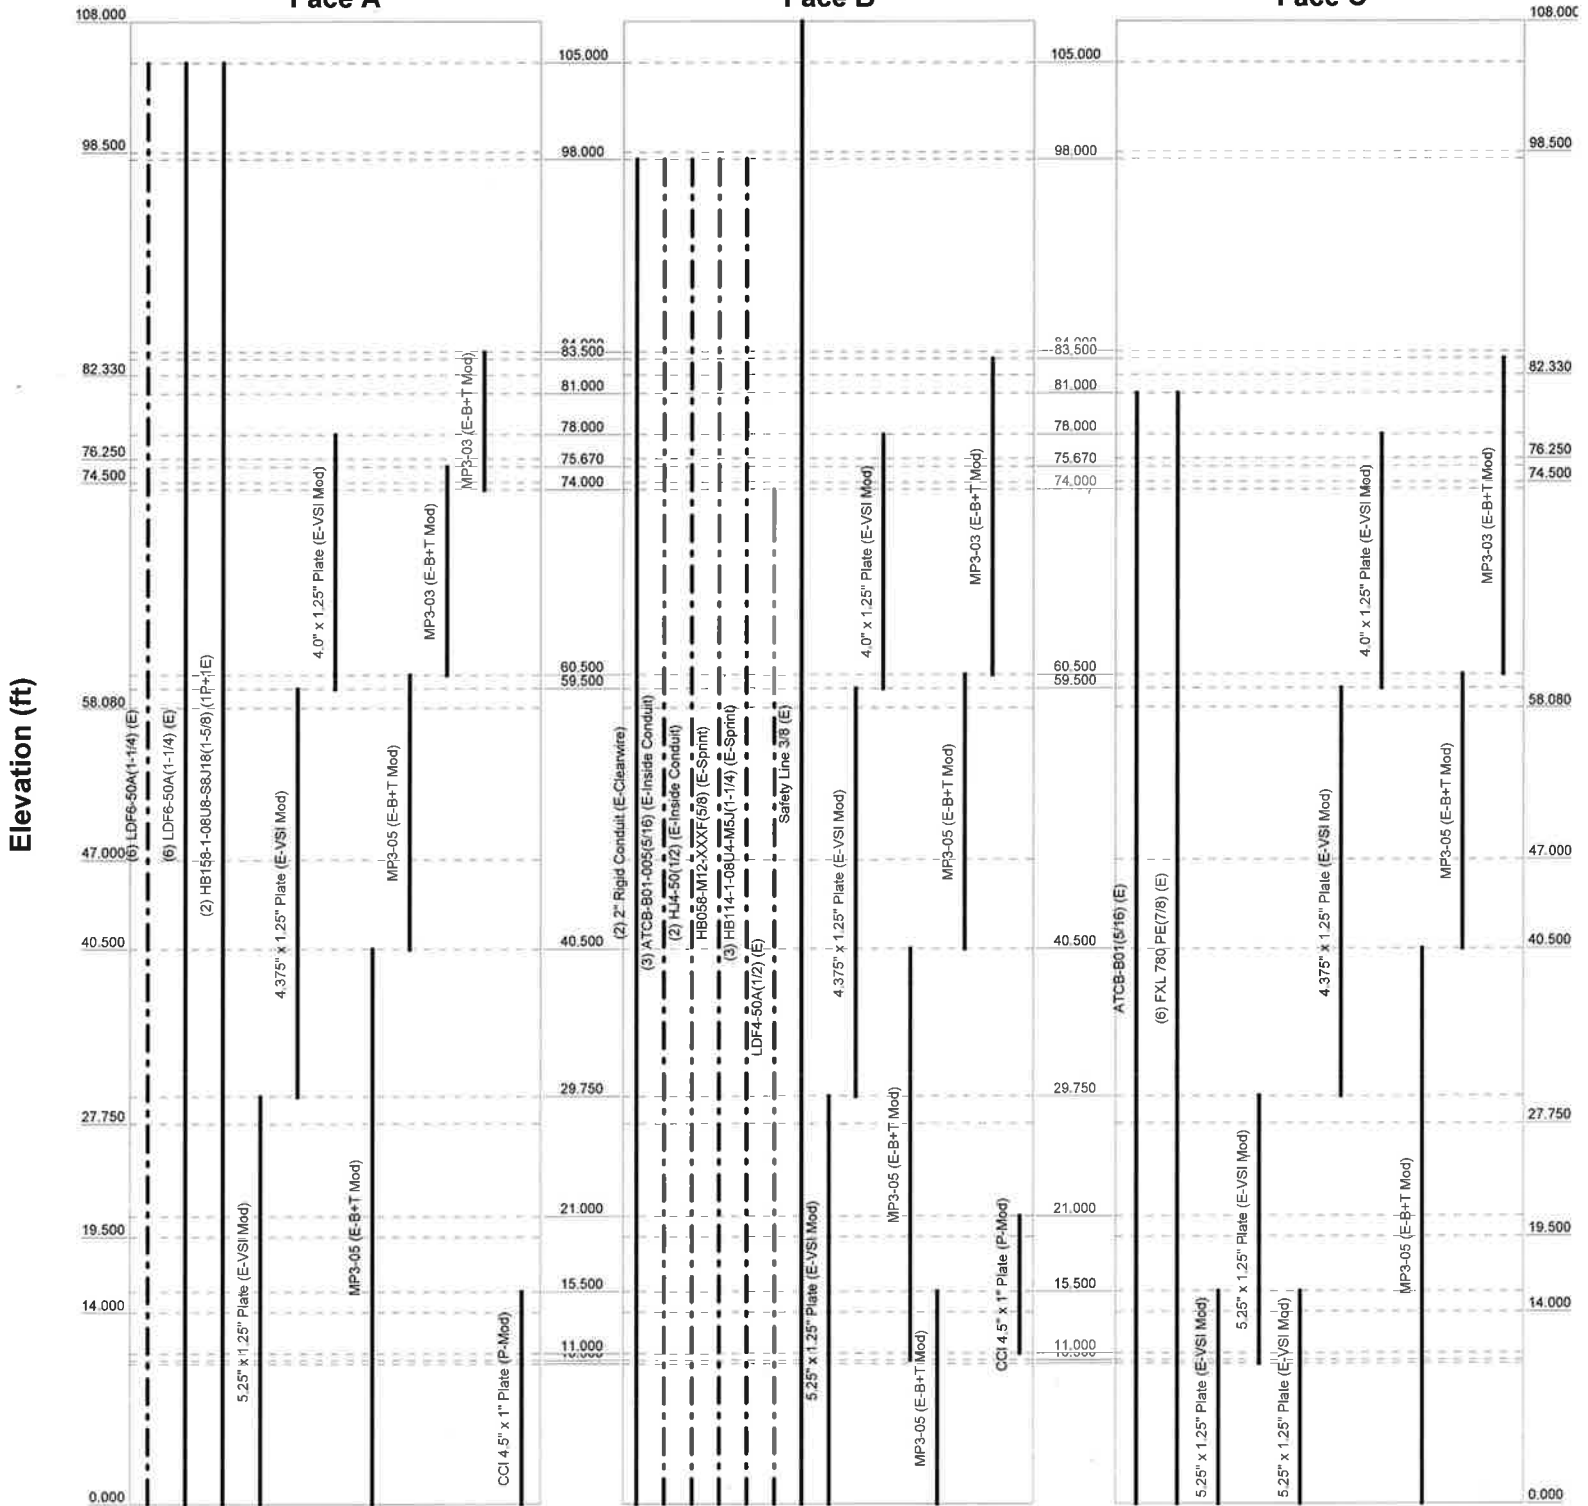 Face A
Face B
Face C
Elevation (ft)
108.000
98.500
82.330
76.250
74.500
58.080
47.000
27.750
19.500
14.000
0.000
(6) LDF6-50A(1-1/4) (E)
(6) LDF6-50A(1-1/4) (E)
(2) HB158-1-08U8-S8J18(1-5/8) (1P+1E)
5.25" x 1.25" Plate (E-VSI Mod)
4.375" x 1.25" Plate (E-VSI Mod)
4.0" x 1.25" Plate (E-VSI Mod)
MP3-05 (E-B+T Mod)
MP3-05 (E-B+T Mod)
MP3-03 (E-B+T Mod)
MP3-03 (E-B+T Mod)
CCI 4.5" x 1" Plate (P-Mod)
105.000
98.000
84.000
83.500
81.000
78.000
75.670
74.000
60.500
59.500
40.500
29.750
21.000
15.500
11.000
(2) 2" Rigid Conduit (E-Clearwire)
(3) ATCB-B01-005(5/16) (E-Inside Conduit)
(2) HJ4-50(1/2) (E-Inside Conduit)
HB058-M12-XXXF(5/8) (E-Sprint)
(3) HB114-1-08U4-M5J(1-1/4) (E-Sprint)
LDF4-50A(1/2) (E)
Safety Line 3/8 (E)
5.25" x 1.25" Plate (E-VSI Mod)
4.375" x 1.25" Plate (E-VSI Mod)
4.0" x 1.25" Plate (E-VSI Mod)
MP3-05 (E-B+T Mod)
MP3-05 (E-B+T Mod)
MP3-05 (E-B+T Mod)
MP3-03 (E-B+T Mod)
CCI 4.5" x 1" Plate (P-Mod)
105.000
98.000
84.000
83.500
81.000
78.000
75.670
74.000
60.500
59.500
40.500
29.750
21.000
15.500
11.000
ATCB-B01(5/16) (E)
(6) FXL 780 PE(7/8) (E)
5.25" x 1.25" Plate (E-VSI Mod)
5.25" x 1.25" Plate (E-VSI Mod)
5.25" x 1.25" Plate (E-VSI Mod)
4.375" x 1.25" Plate (E-VSI Mod)
4.0" x 1.25" Plate (E-VSI Mod)
MP3-05 (E-B+T Mod)
MP3-05 (E-B+T Mod)
MP3-03 (E-B+T Mod)
108.000
98.500
82.330
76.250
74.500
58.080
47.000
27.750
19.500
14.000
0.000